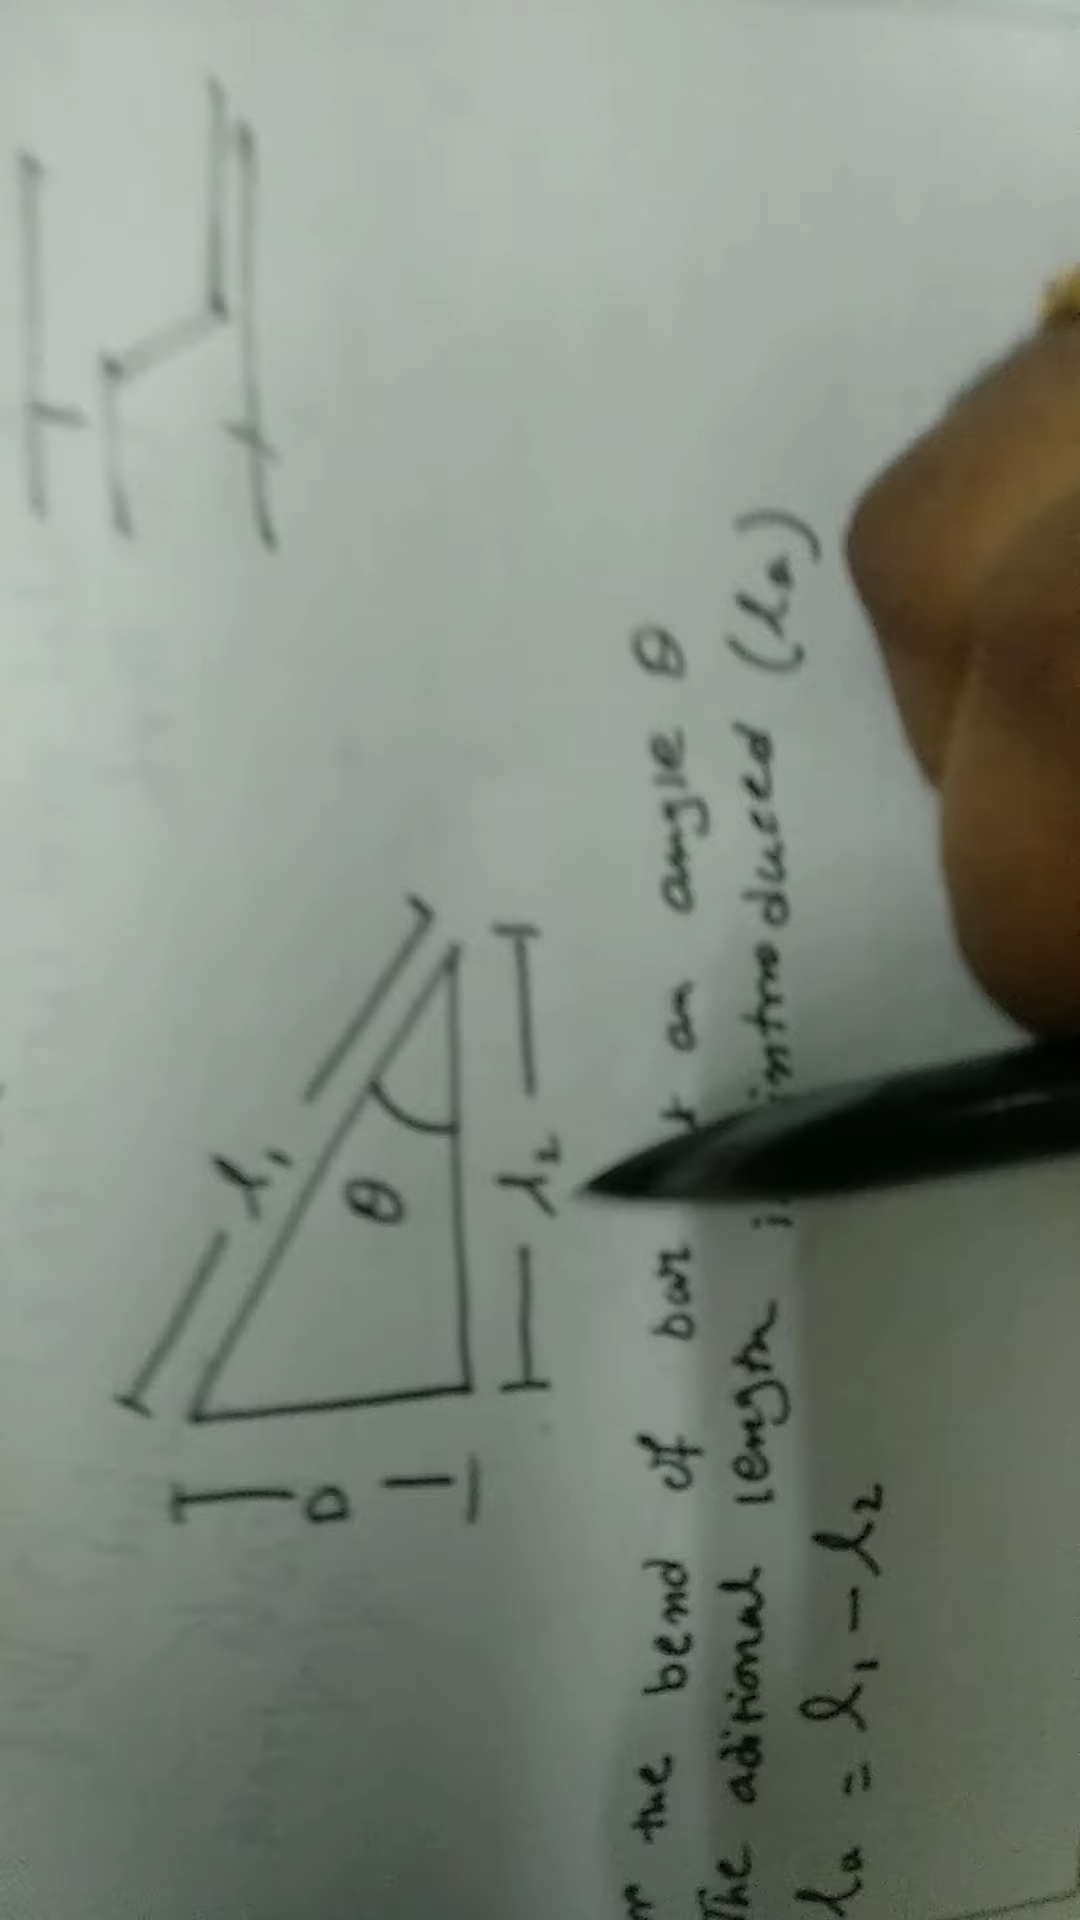 l₁
θ
D
l₂
the bend of bar an angle θ
The aditional length introduced (la)
la = l₁ - l₂